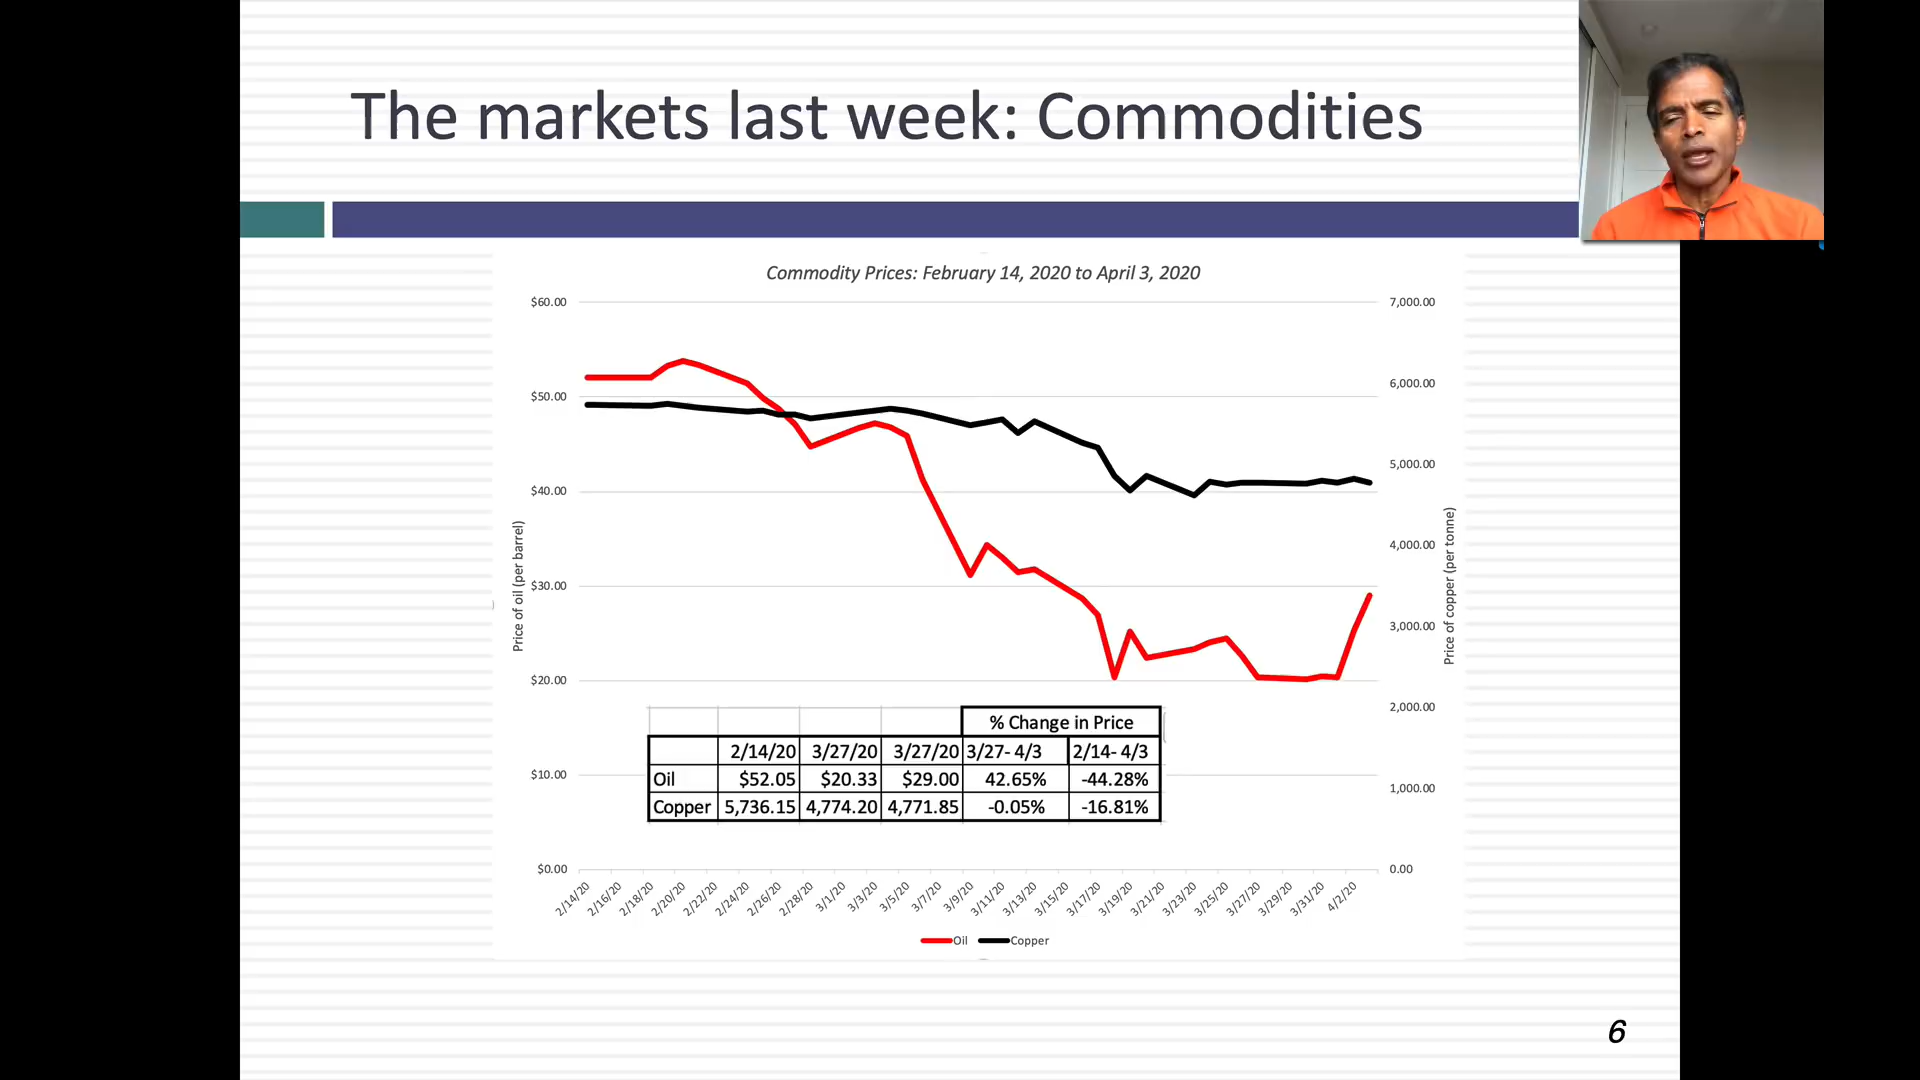 The markets last week: Commodities
Commodity Prices: February 14, 2020 to April 3, 2020
$60.00
$50.00
$40.00
$30.00
$20.00
$10.00
$0.00
Price of oil (per barrel)
7,000.00
6,000.00
5,000.00
4,000.00
3,000.00
2,000.00
1,000.00
0.00
Price of copper (per tonne)
% Change in Price
2/14/20 3/27/20 3/27/20 3/27- 4/3 2/14- 4/3
Oil $52.05 $20.33 $29.00 42.65% -44.28%
Copper 5,736.15 4,774.20 4,771.85 -0.05% -16.81%
2/14/20 2/16/20 2/18/20 2/20/20 2/22/20 2/24/20 2/26/20 2/28/20 3/1/20 3/3/20 3/5/20 3/7/20 3/9/20 3/11/20 3/13/20 3/15/20 3/17/20 3/19/20 3/21/20 3/23/20 3/25/20 3/27/20 3/29/20 3/31/20 4/2/20
Oil Copper
6